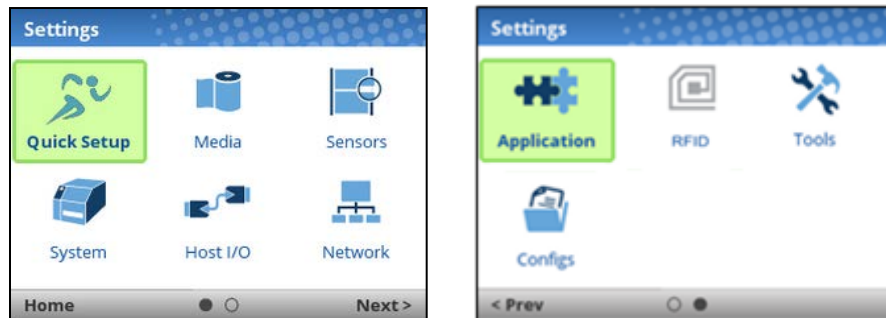 Settings
Quick Setup
Media
Sensors
System
Host I/O
Network
Home
Next >
Settings
Application
RFID
Tools
Configs
< Prev